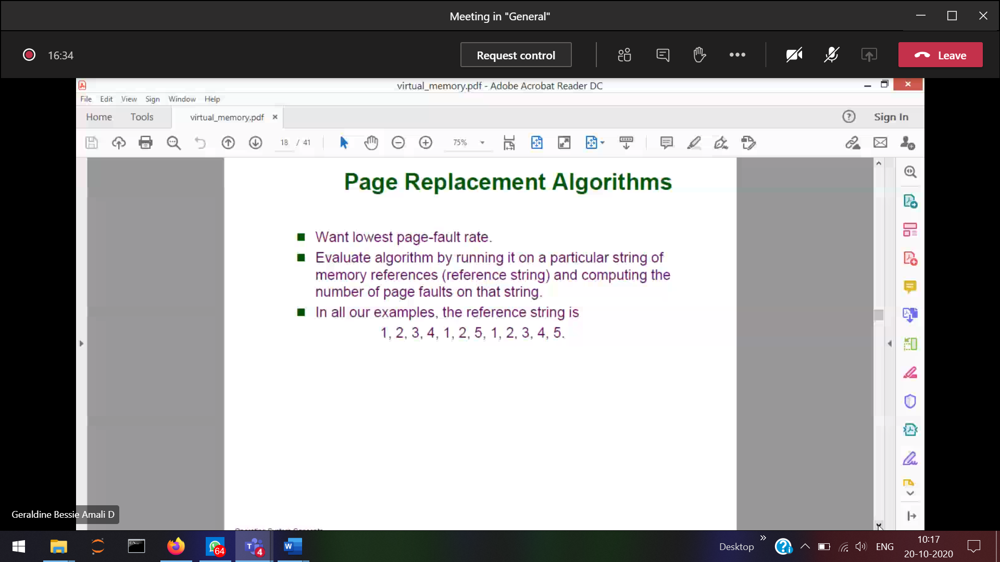 Meeting in "General"
16:34
Request control
Leave
virtual_memory.pdf - Adobe Acrobat Reader DC
File Edit View Sign Window Help
Home Tools virtual_memory.pdf
Sign In
18 / 41
75%
Page Replacement Algorithms
Want lowest page-fault rate.
Evaluate algorithm by running it on a particular string of
memory references (reference string) and computing the
number of page faults on that string.
In all our examples, the reference string is
1, 2, 3, 4, 1, 2, 5, 1, 2, 3, 4, 5.
Geraldine Bessie Amali D
64
4
Desktop
ENG
10:17
20-10-2020